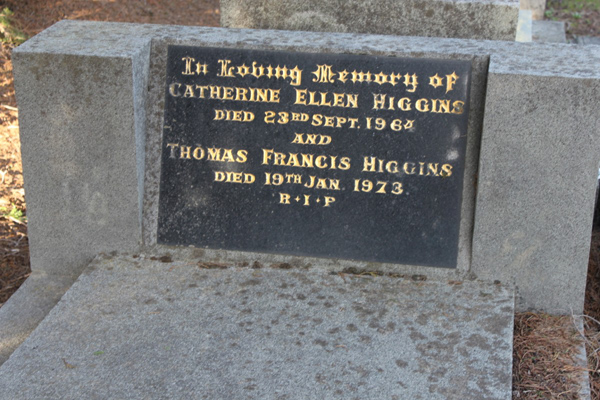 In Loving Memory of
CATHERINE ELLEN HIGGINS
DIED 23RD SEPT. 1964
AND
THOMAS FRANCIS HIGGINS
DIED 19TH JAN. 1973.
R·I·P